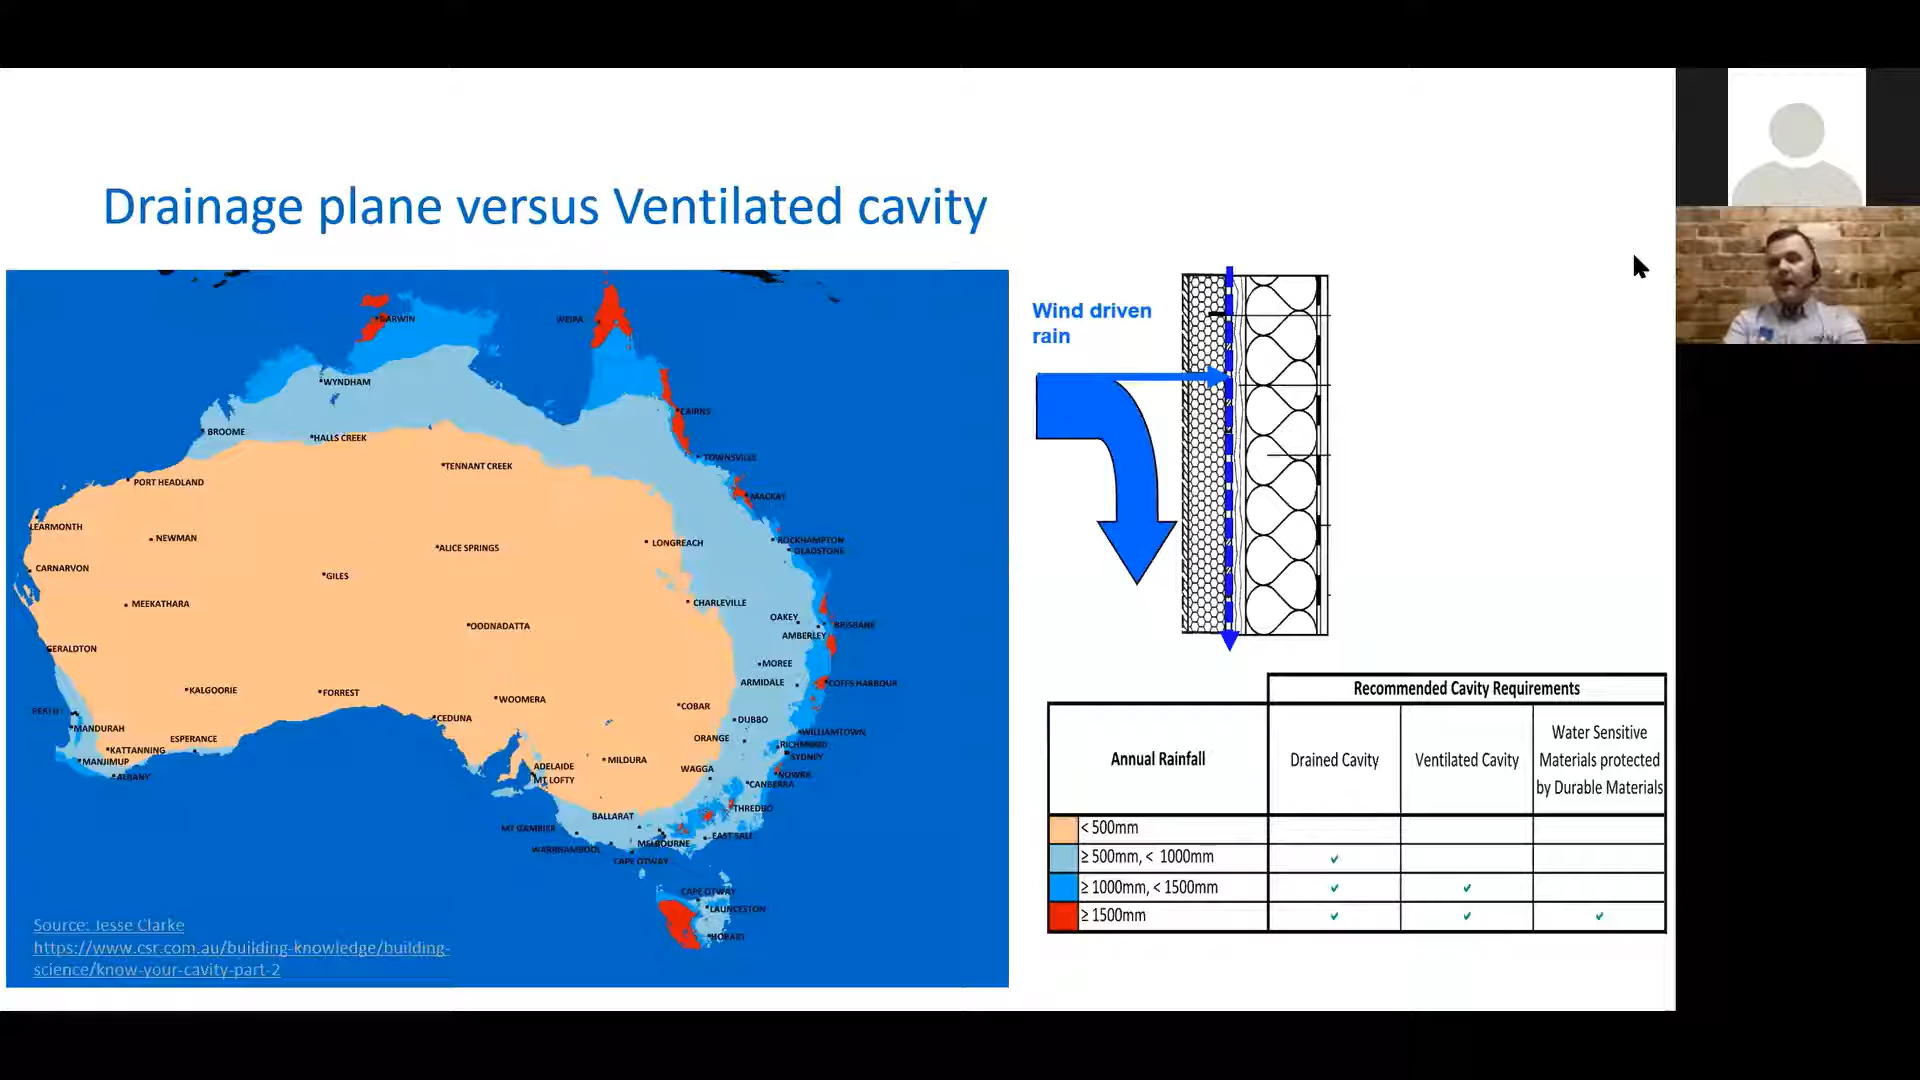 Drainage plane versus Ventilated cavity
DARWIN
WEIPA
WYNDHAM
CAIRNS
BROOME
HALLS CREEK
TOWNSVILLE
TENNANT CREEK
PORT HEADLAND
MACKAY
LEARMONTH
NEWMAN
ALICE SPRINGS
LONGREACH
ROCKHAMPTON
GLADSTONE
CARNARVON
GILES
MEEKATHARA
CHARLEVILLE
OAKEY
BRISBANE
OODNADATTA
AMBERLEY
GERALDTON
MOREE
ARMIDALE
COFFS HARBOUR
KALGOORIE
FORREST
WOOMERA
COBAR
PERTH
CEDUNA
DUBBO
MANDURAH
ESPERANCE
ORANGE
WILLIAMTOWN
RICHMOND
KATTANNING
SYDNEY
MANJIMUP
ADELAIDE
MILDURA
WAGGA
NOWRA
ALBANY
MT LOFTY
CANBERRA
THREDBO
BALLARAT
MT GAMBIER
EAST SALE
WARRNAMBOOL
MELBOURNE
CAPE OTWAY
CAPE OTWAY
LAUNCESTON
HOBART
Source: Jesse Clarke
https://www.csr.com.au/building-knowledge/building-
science/know-your-cavity-part-2
Wind driven
rain
Recommended Cavity Requirements
Annual Rainfall
Drained Cavity
Ventilated Cavity
Water Sensitive
Materials protected
by Durable Materials
< 500mm
≥ 500mm, < 1000mm
≥ 1000mm, < 1500mm
≥ 1500mm